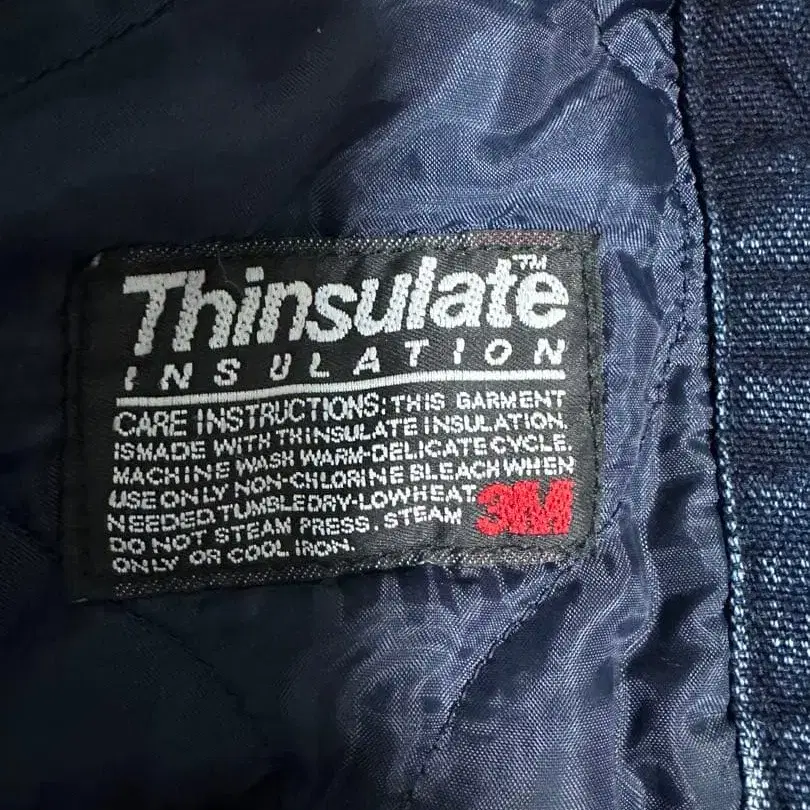 Thinsulate™
INSULATION
CARE INSTRUCTIONS: THIS GARMENT
IS MADE WITH THINSULATE INSULATION.
MACHINE WASH WARM-DELICATE CYCLE.
USE ONLY NON-CHLORINE BLEACH WHEN
NEEDED. TUMBLE DRY-LOW HEAT.
DO NOT STEAM PRESS. STEAM
ONLY OR COOL IRON.
3M